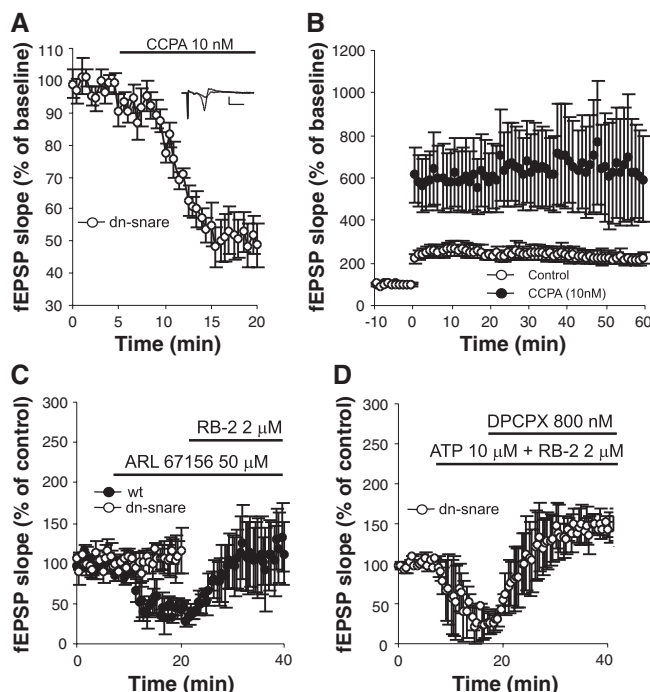 A
CCPA 10 nM
fEPSP slope (% of baseline)
110
100
90
80
70
60
50
40
30
dn-snare
0 5 10 15 20
Time (min)
B
fEPSP slope (% of baseline)
1200
1000
800
600
400
200
0
Control
CCPA (10nM)
-10 0 10 20 30 40 50 60
Time (min)
C
fEPSP slope (% of control)
300
250
200
150
100
50
0
RB-2 2 μM
ARL 67156 50 μM
wt
dn-snare
0 20 40
Time (min)
D
fEPSP slope (% of control)
300
250
200
150
100
50
0
DPCPX 800 nM
ATP 10 μM + RB-2 2 μM
dn-snare
0 20 40
Time (min)